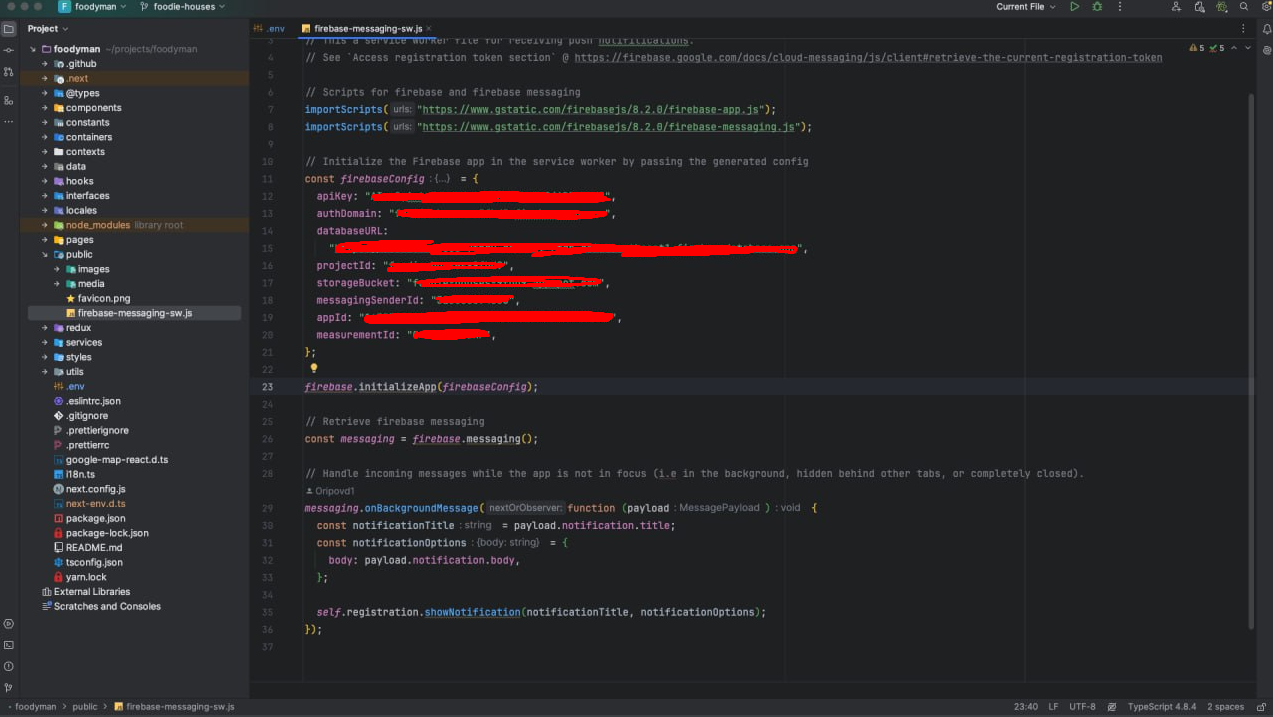 foodyman foodie-houses Current File
Project
.env firebase-messaging-sw.js
foodyman ~/projects/foodyman
.github
.next
@types
components
constants
containers
contexts
data
hooks
interfaces
locales
node_modules library root
pages
public
images
media
favicon.png
firebase-messaging-sw.js
redux
services
styles
utils
.env
.eslintrc.json
.gitignore
.prettierignore
.prettierrc
google-map-react.d.ts
i18n.ts
next.config.js
next-env.d.ts
package.json
package-lock.json
README.md
tsconfig.json
yarn.lock
External Libraries
Scratches and Consoles
5 5
3 // This a service worker file for receiving push notifitications.
4 // See `Access registration token section` @ https://firebase.google.com/docs/cloud-messaging/js/client#retrieve-the-current-registration-token
5
6 // Scripts for firebase and firebase messaging
7 importScripts( urls: "https://www.gstatic.com/firebasejs/8.2.0/firebase-app.js");
8 importScripts( urls: "https://www.gstatic.com/firebasejs/8.2.0/firebase-messaging.js");
9
10 // Initialize the Firebase app in the service worker by passing the generated config
11 const firebaseConfig : {...} = {
12 apiKey: "",
13 authDomain: "",
14 databaseURL:
15 "",
16 projectId: "",
17 storageBucket: "",
18 messagingSenderId: "",
19 appId: "",
20 measurementId: "",
21 };
22
23 firebase.initializeApp(firebaseConfig);
24
25 // Retrieve firebase messaging
26 const messaging = firebase.messaging();
27
28 // Handle incoming messages while the app is not in focus (i.e in the background, hidden behind other tabs, or completely closed).
Oripovd1
29 messaging.onBackgroundMessage( nextOrObserver: function (payload : MessagePayload ) : void {
30 const notificationTitle : string = payload.notification.title;
31 const notificationOptions : {body: string} = {
32 body: payload.notification.body,
33 };
34
35 self.registration.showNotification(notificationTitle, notificationOptions);
36 });
37
foodyman > public > firebase-messaging-sw.js 23:40 LF UTF-8 TypeScript 4.8.4 2 spaces